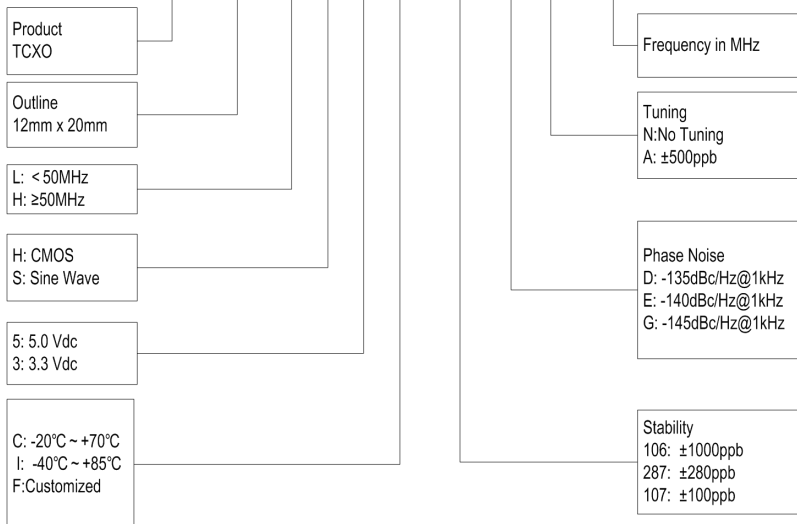 Product
TCXO
Outline
12mm x 20mm
L: < 50MHz
H: ≥50MHz
H: CMOS
S: Sine Wave
5: 5.0 Vdc
3: 3.3 Vdc
C: -20℃ ~ +70℃
I: -40℃ ~ +85℃
F:Customized
Frequency in MHz
Tuning
N:No Tuning
A: ±500ppb
Phase Noise
D: -135dBc/Hz@1kHz
E: -140dBc/Hz@1kHz
G: -145dBc/Hz@1kHz
Stability
106: ±1000ppb
287: ±280ppb
107: ±100ppb